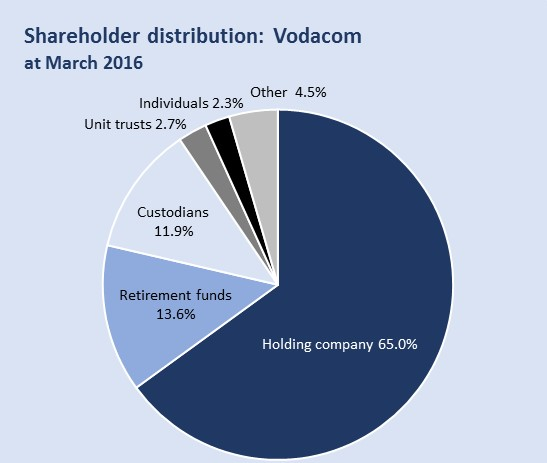 Shareholder distribution: Vodacom
at March 2016
Other 4.5%
Individuals 2.3%
Unit trusts 2.7%
Custodians
11.9%
Retirement funds
13.6%
Holding company 65.0%